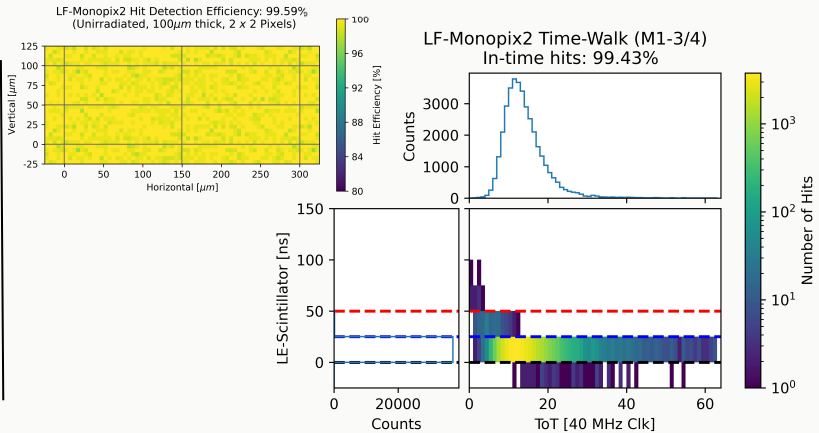 LF-Monopix2 Hit Detection Efficiency: 99.59%
(Unirradiated, 100μm thick, 2 x 2 Pixels)
Vertical [μm]
125
100
75
50
25
0
-25
0 50 100 150 200 250 300
Horizontal [μm]
100
96
92
88
84
80
Hit Efficiency [%]
LF-Monopix2 Time-Walk (M1-3/4)
In-time hits: 99.43%
Counts
3000
2000
1000
0
LE-Scintillator [ns]
150
100
50
0
0 20000
Counts
0 20 40 60
ToT [40 MHz Clk]
10³
10²
10¹
10⁰
Number of Hits